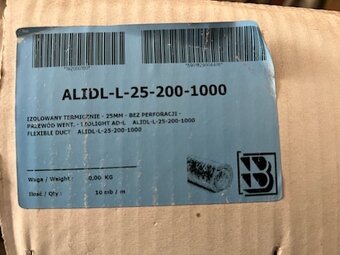 ALIDL-L-25-200-1000
IZOLOWANY TERMICZNIE - 25MM - BEZ PERFORACJI -
PRZEWÓD WENT. - ISOLIGHT AD-L ALIDL-L-25-200-1000
FLEXIBLE DUCT ALIDL-L-25-200-1000
Waga / Weight : 0,00 KG
Ilość / Qty : 10 mb / m
B